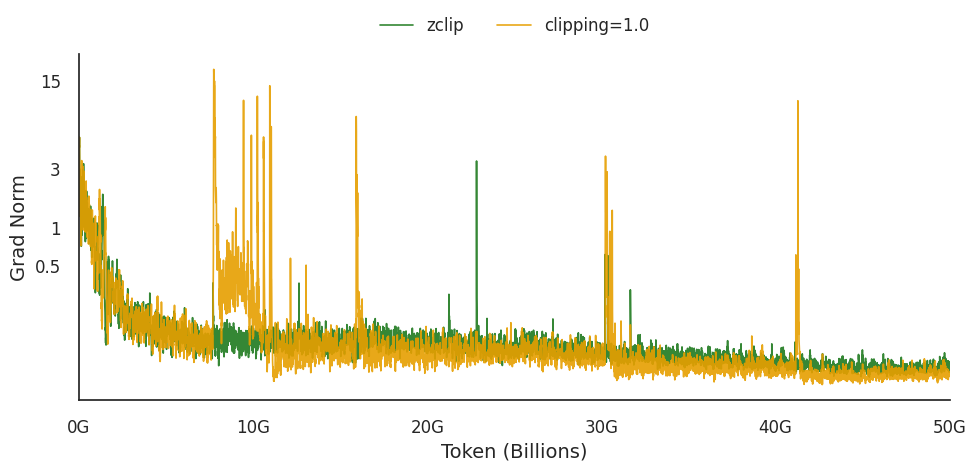 zclip clipping=1.0
15
3
1
0.5
Grad Norm
0G 10G 20G 30G 40G 50G
Token (Billions)